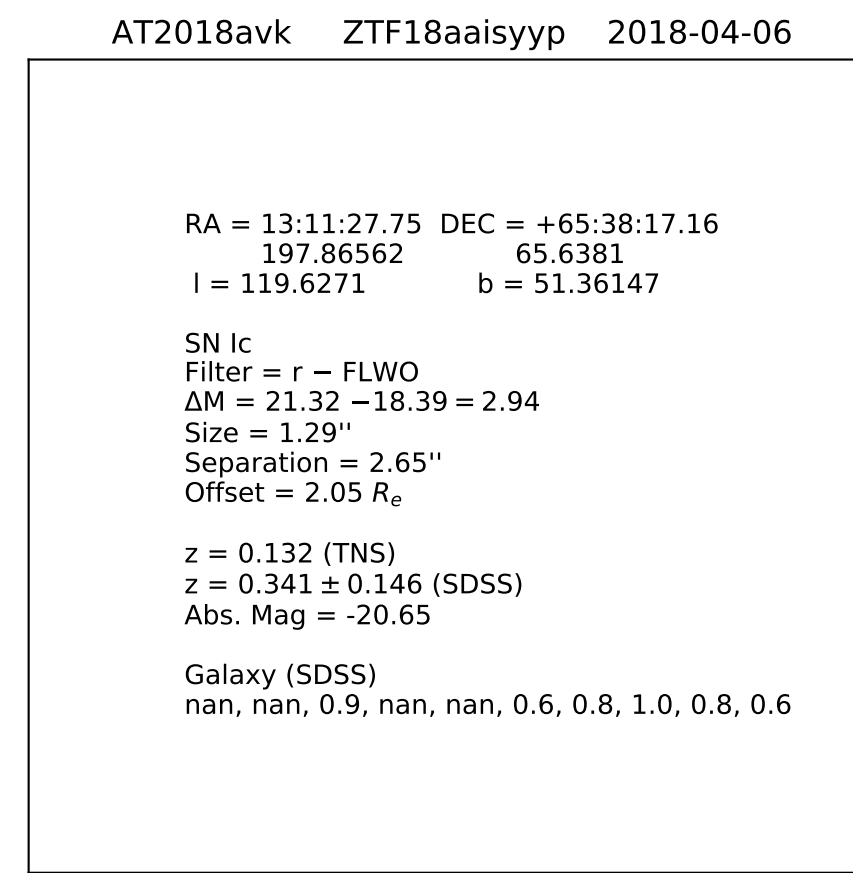 AT2018avk ZTF18aaisyyp 2018-04-06
RA = 13:11:27.75 DEC = +65:38:17.16
197.86562 65.6381
l = 119.6271 b = 51.36147
SN Ic
Filter = r − FLWO
ΔM = 21.32 −18.39 = 2.94
Size = 1.29''
Separation = 2.65''
Offset = 2.05 Rₑ
z = 0.132 (TNS)
z = 0.341 ± 0.146 (SDSS)
Abs. Mag = -20.65
Galaxy (SDSS)
nan, nan, 0.9, nan, nan, 0.6, 0.8, 1.0, 0.8, 0.6